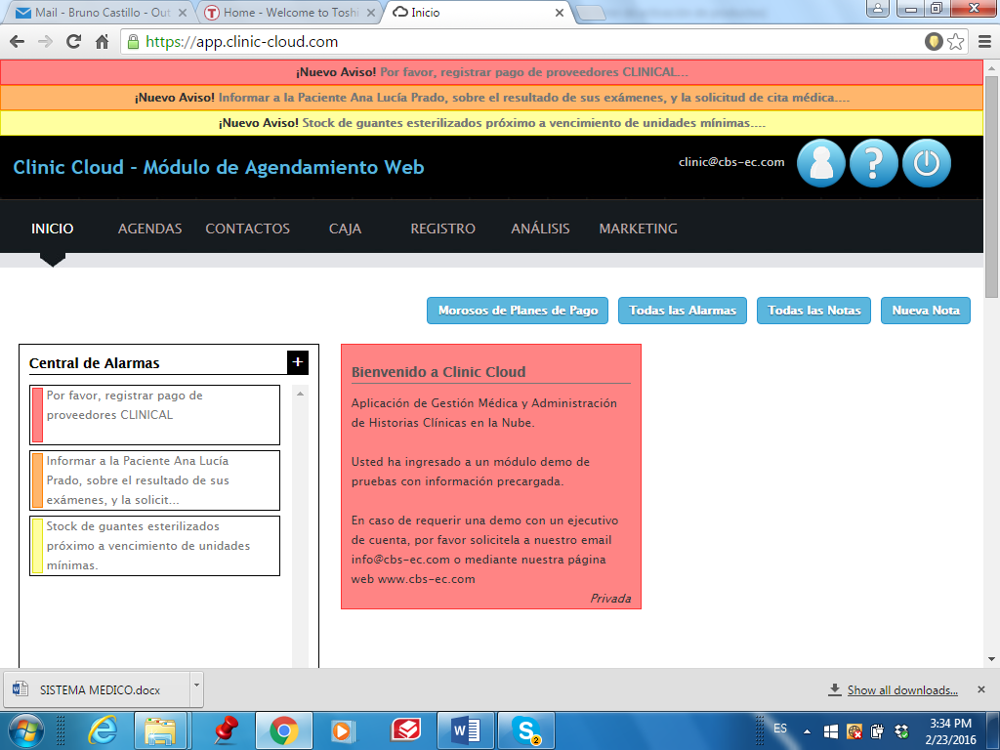 Mail - Bruno Castillo - Out
Home - Welcome to Toshi
Inicio
https://app.clinic-cloud.com
¡Nuevo Aviso! Por favor, registrar pago de proveedores CLINICAL...
¡Nuevo Aviso! Informar a la Paciente Ana Lucía Prado, sobre el resultado de sus exámenes, y la solicitud de cita médica....
¡Nuevo Aviso! Stock de guantes esterilizados próximo a vencimiento de unidades mínimas....
Clinic Cloud - Módulo de Agendamiento Web
clinic@cbs-ec.com
?
INICIO AGENDAS CONTACTOS CAJA REGISTRO ANÁLISIS MARKETING
Morosos de Planes de Pago Todas las Alarmas Todas las Notas Nueva Nota
Central de Alarmas +
Por favor, registrar pago de
proveedores CLINICAL
Informar a la Paciente Ana Lucía
Prado, sobre el resultado de sus
exámenes, y la solicit...
Stock de guantes esterilizados
próximo a vencimiento de unidades
mínimas.
Bienvenido a Clinic Cloud
Aplicación de Gestión Médica y Administración
de Historias Clínicas en la Nube.
Usted ha ingresado a un módulo demo de
pruebas con información precargada.
En caso de requerir una demo con un ejecutivo
de cuenta, por favor solicitela a nuestro email
info@cbs-ec.com o mediante nuestra página
web www.cbs-ec.com
Privada
SISTEMA MEDICO.docx
Show all downloads...
ES
3:34 PM
2/23/2016